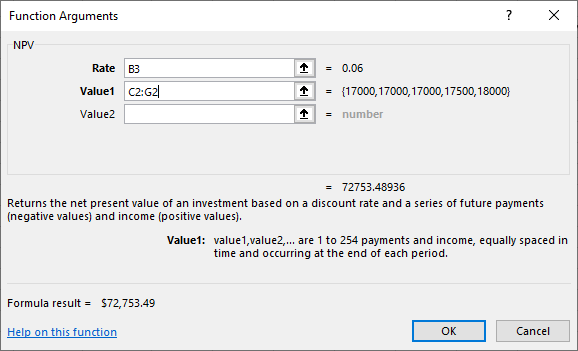 Function Arguments ?
NPV
Rate B3 = 0.06
Value1 C2:G2 = {17000,17000,17000,17500,18000}
Value2 = number
= 72753.48936
Returns the net present value of an investment based on a discount rate and a series of future payments
(negative values) and income (positive values).
Value1: value1,value2,... are 1 to 254 payments and income, equally spaced in
time and occurring at the end of each period.
Formula result = $72,753.49
Help on this function OK Cancel